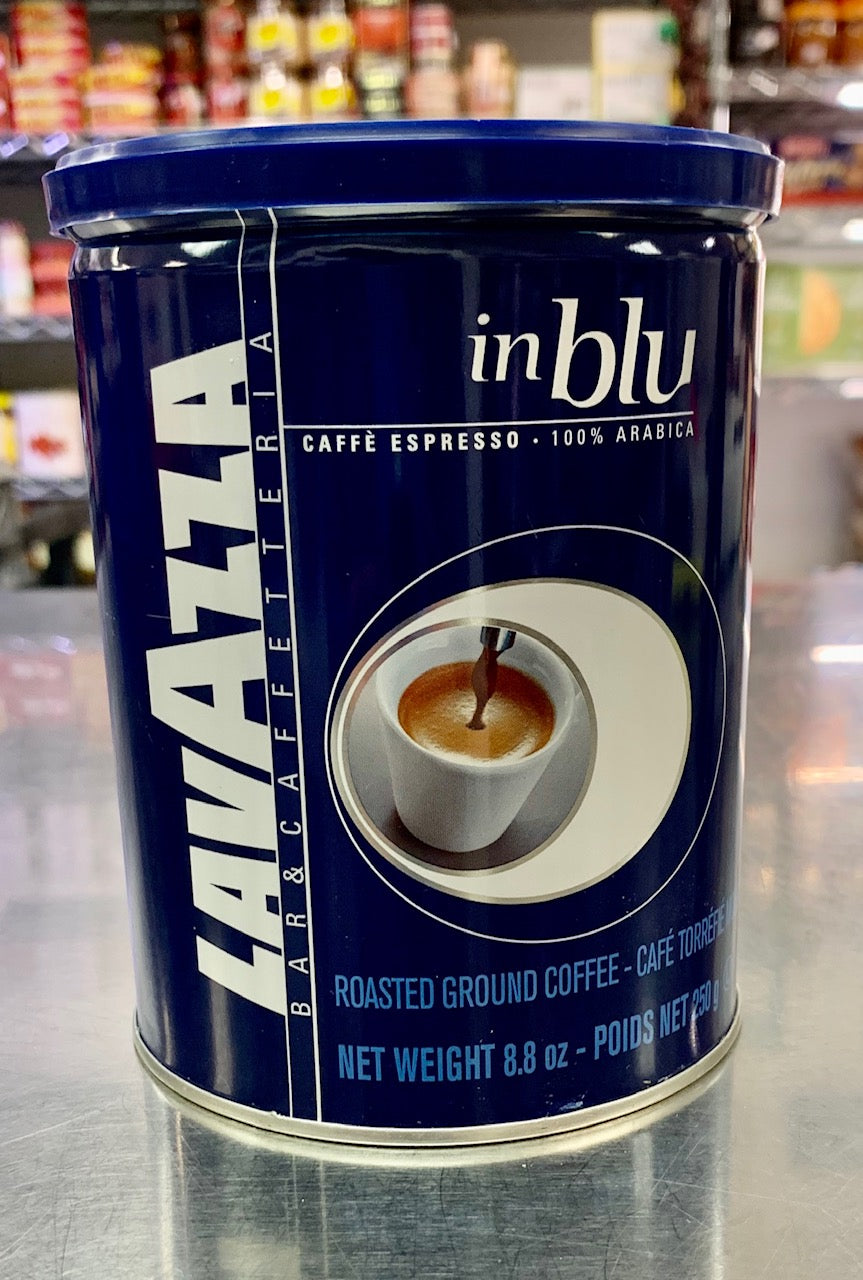 LAVAZZA
BAR & CAFFETTERIA
in blu
CAFFÈ ESPRESSO · 100% ARABICA
ROASTED GROUND COFFEE - CAFÉ TORRÉFIÉ
NET WEIGHT 8.8 oz - POIDS NET 250 g